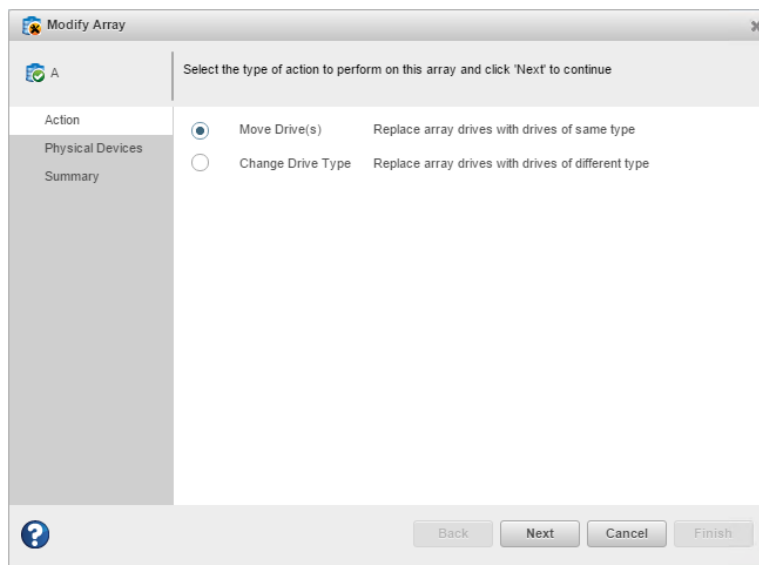 Modify Array
A
Select the type of action to perform on this array and click 'Next' to continue
Action
Physical Devices
Summary
Move Drive(s) Replace array drives with drives of same type
Change Drive Type Replace array drives with drives of different type
?
Back Next Cancel Finish